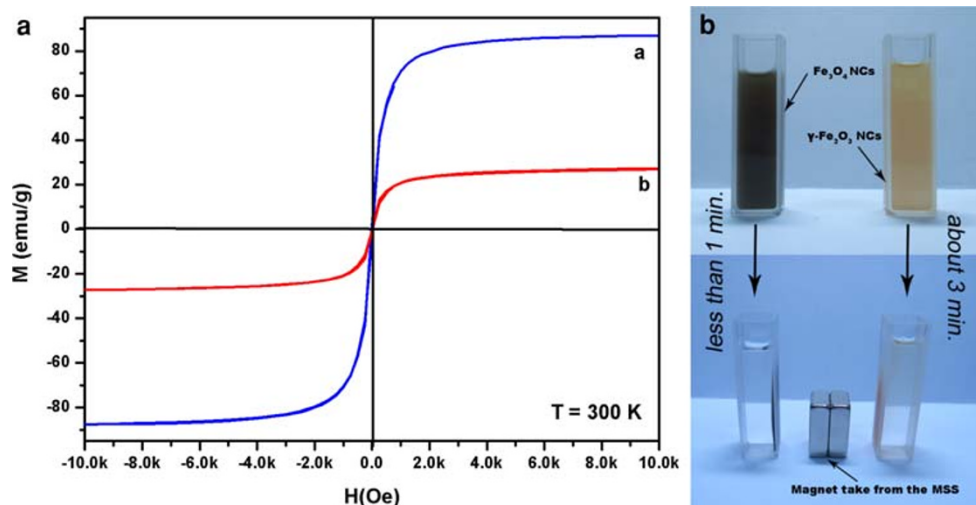 a
M (emu/g)
80
60
40
20
0
-20
-40
-60
-80
a
b
T = 300 K
-10.0k -8.0k -6.0k -4.0k -2.0k 0.0 2.0k 4.0k 6.0k 8.0k 10.0k
H(Oe)
b
Fe₃O₄ NCs
γ-Fe₂O₃ NCs
less than 1 min.
about 3 min.
Magnet take from the MSS